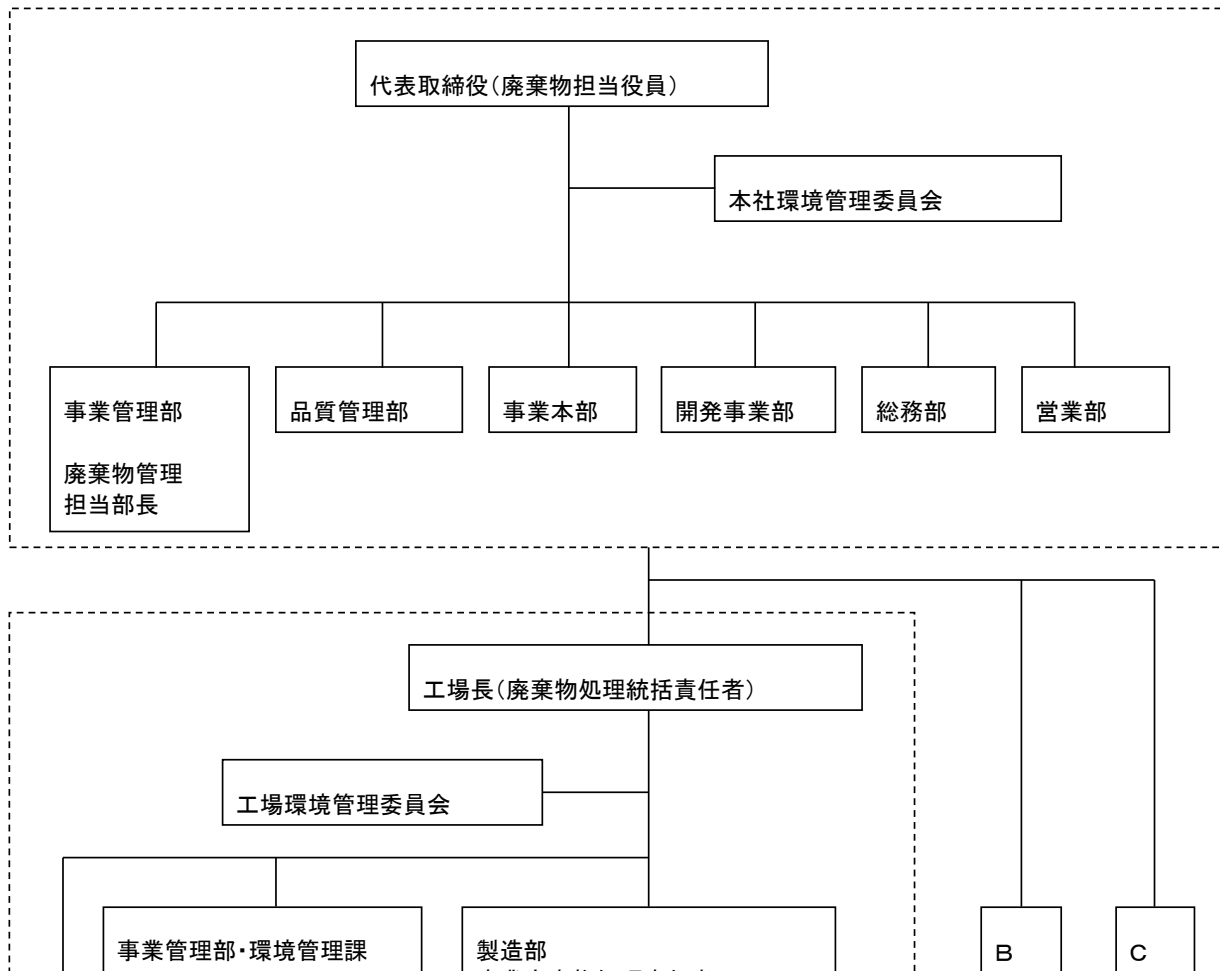 代表取締役（廃棄物担当役員）
本社環境管理委員会
事業管理部
廃棄物管理
担当部長
品質管理部
事業本部
開発事業部
総務部
営業部
工場長（廃棄物処理統括責任者）
工場環境管理委員会
事業管理部・環境管理課
製造部
Ｂ
Ｃ